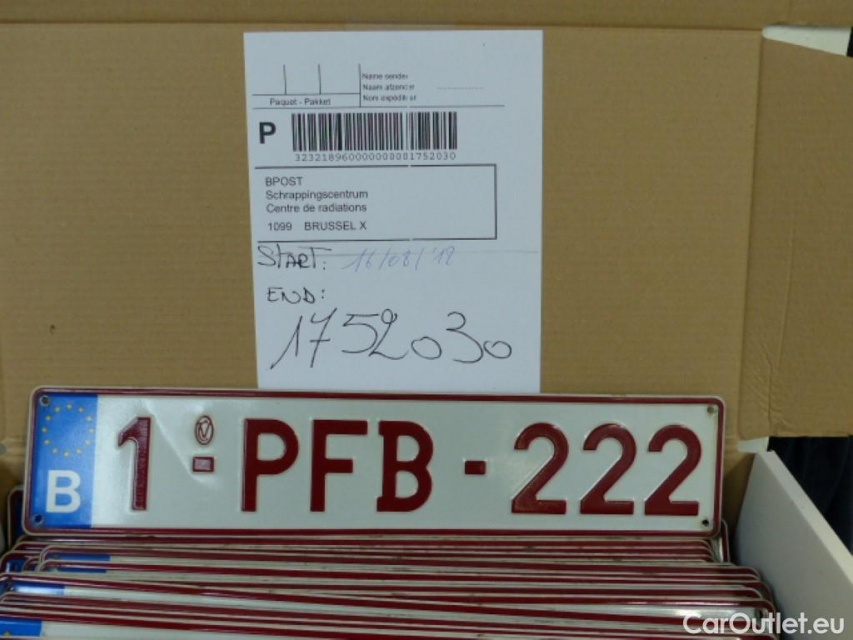 Name sender
Naam afzender
Nom expéditeur
Paquet - Pakket
P
3232189600000000081752030
BPOST
Schrappingscentrum
Centre de radiations
1099 BRUSSEL X
START: 16/08/'18
END:
1752030
B 1-PFB-222
CarOutlet.eu